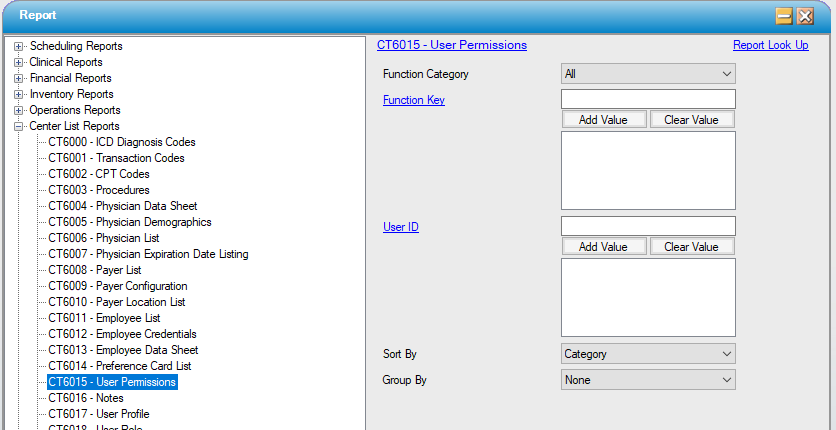 Report
Scheduling Reports
Clinical Reports
Financial Reports
Inventory Reports
Operations Reports
Center List Reports
CT6000 - ICD Diagnosis Codes
CT6001 - Transaction Codes
CT6002 - CPT Codes
CT6003 - Procedures
CT6004 - Physician Data Sheet
CT6005 - Physician Demographics
CT6006 - Physician List
CT6007 - Physician Expiration Date Listing
CT6008 - Payer List
CT6009 - Payer Configuration
CT6010 - Payer Location List
CT6011 - Employee List
CT6012 - Employee Credentials
CT6013 - Employee Data Sheet
CT6014 - Preference Card List
CT6015 - User Permissions
CT6016 - Notes
CT6017 - User Profile
CT6018 - User Role
CT6015 - User Permissions Report Look Up
Function Category All
Function Key
Add Value Clear Value
User ID
Add Value Clear Value
Sort By Category
Group By None